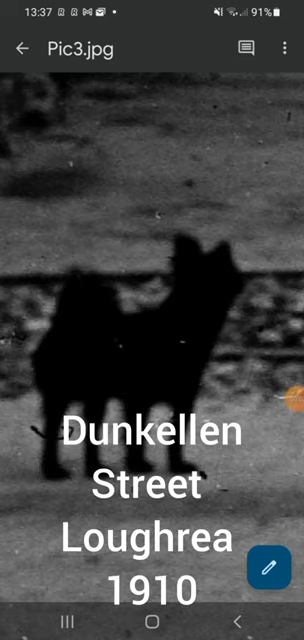 13:37
91%
Pic3.jpg
Dunkellen
Street
Loughrea
1910